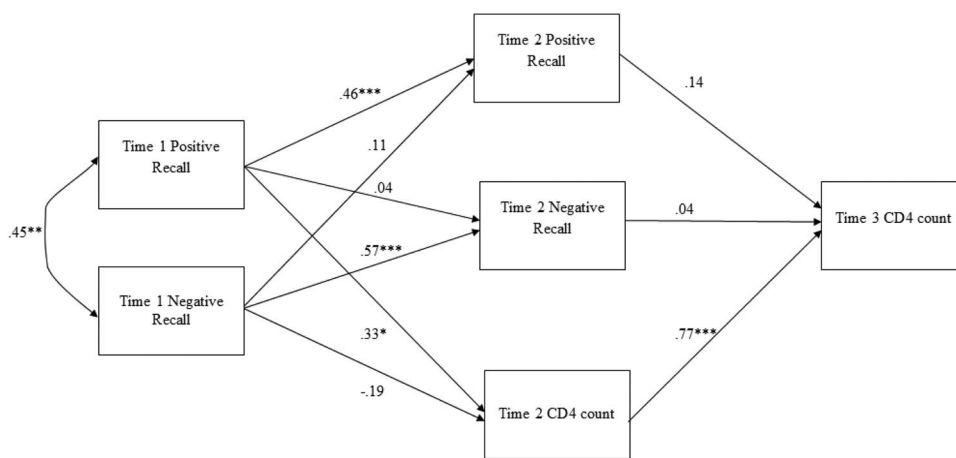 Time 2 Positive
Recall
.46***
.14
Time 1 Positive
Recall
.11
.04
Time 2 Negative
Recall
.04
Time 3 CD4 count
.45**
.57***
Time 1 Negative
Recall
.33*
.77***
-.19
Time 2 CD4 count